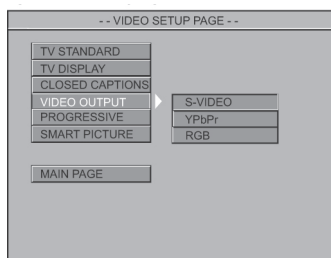 - - VIDEO SETUP PAGE - -
TV STANDARD
TV DISPLAY
CLOSED CAPTIONS
VIDEO OUTPUT
S-VIDEO
PROGRESSIVE
YPbPr
SMART PICTURE
RGB
MAIN PAGE